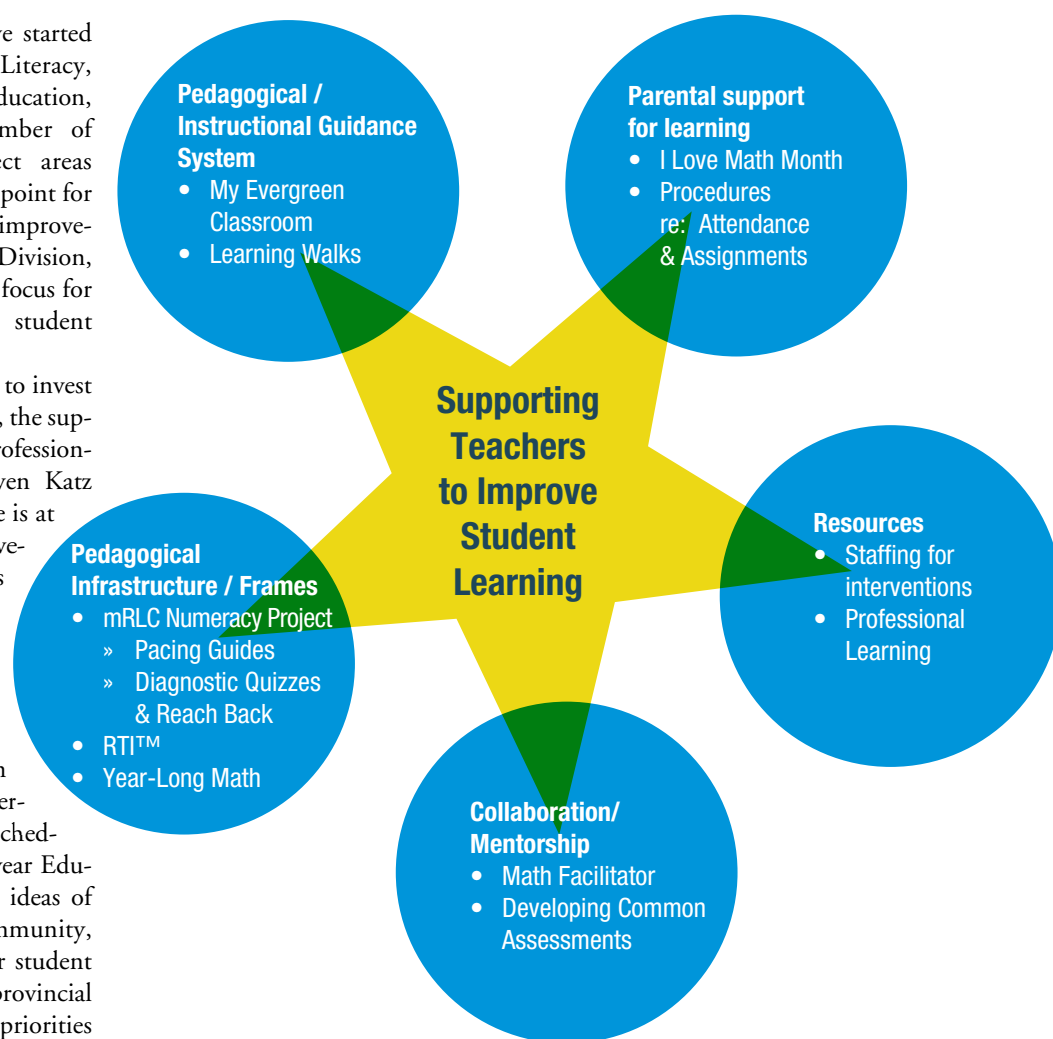 ve started
Literacy,
ducation,
mber of
ect areas
point for
improve-
Division,
focus for
student
to invest
, the sup-
rofession-
ven Katz
e is at
ve-
s
n
er-
ched-
year Edu-
ideas of
mmunity,
r student
provincial
priorities
Pedagogical /
Instructional Guidance
System
• My Evergreen
Classroom
• Learning Walks
Parental support
for learning
• I Love Math Month
• Procedures
re: Attendance
& Assignments
Supporting
Teachers
to Improve
Student
Learning
Resources
• Staffing for
interventions
• Professional
Learning
Pedagogical
Infrastructure / Frames
• mRLC Numeracy Project
» Pacing Guides
» Diagnostic Quizzes
& Reach Back
• RTI™
• Year-Long Math
Collaboration/
Mentorship
• Math Facilitator
• Developing Common
Assessments